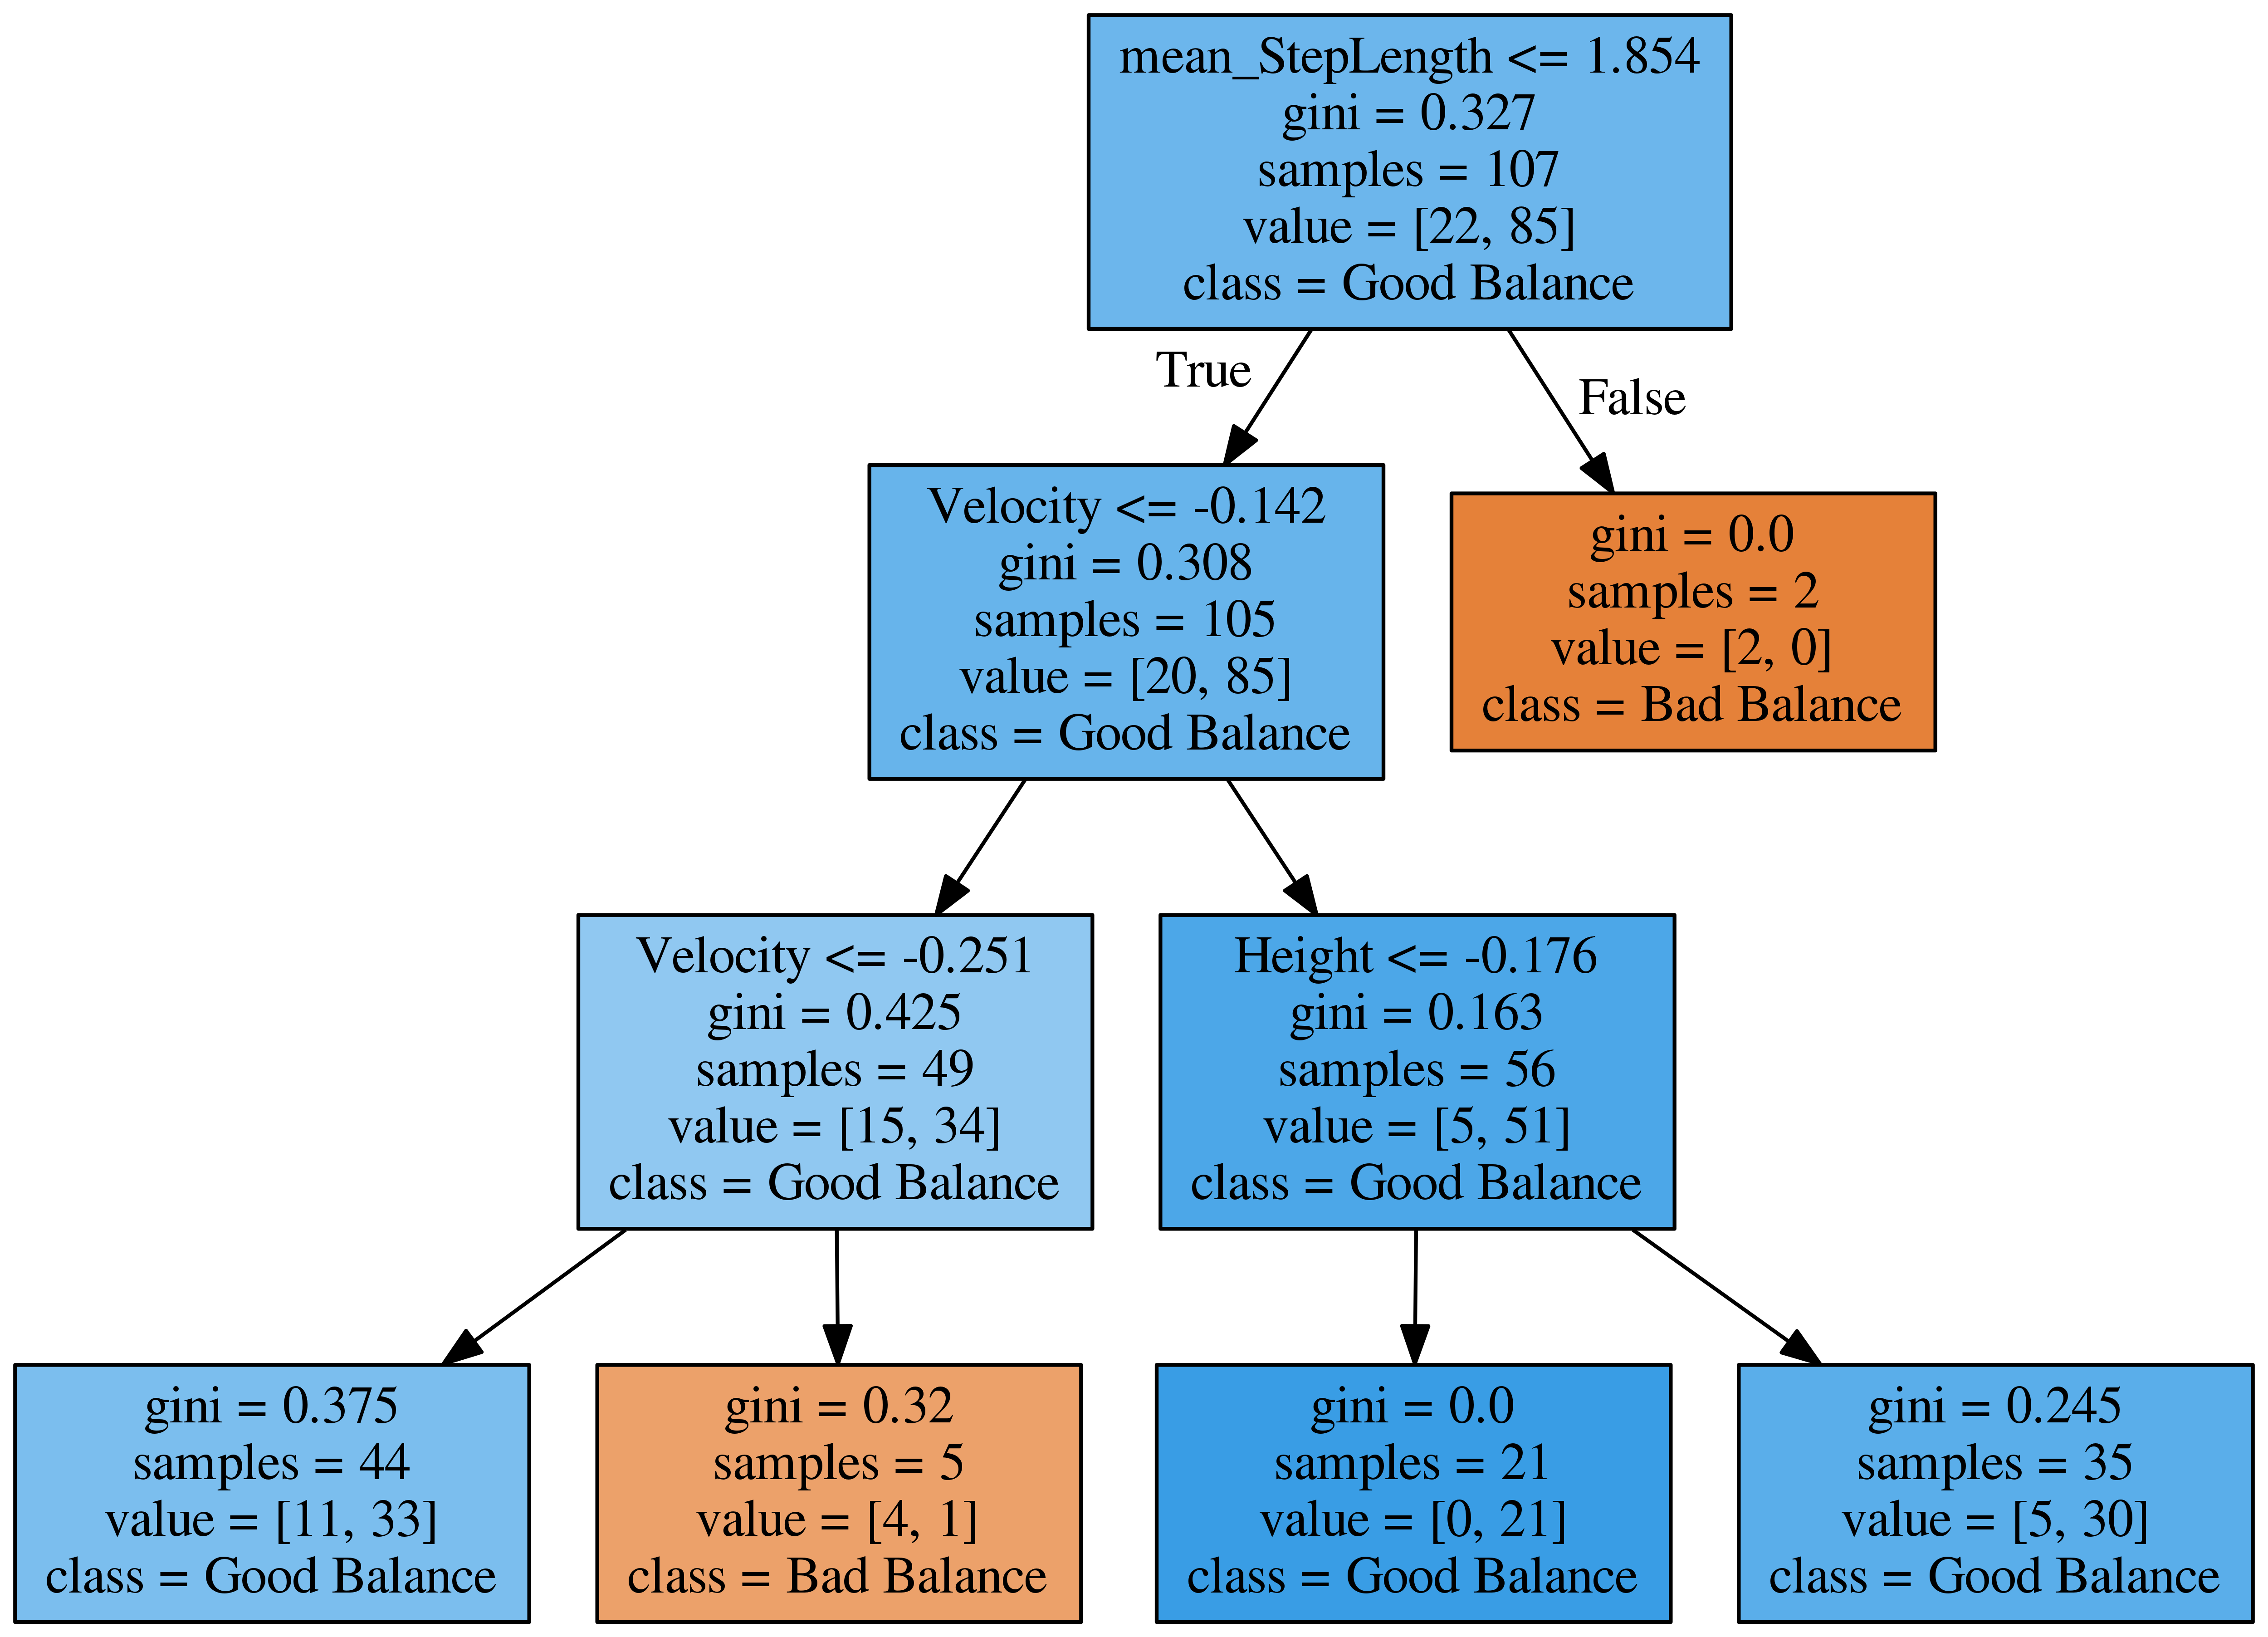 mean_StepLength <= 1.854
gini = 0.327
samples = 107
value = [22, 85]
class = Good Balance
True
False
Velocity <= -0.142
gini = 0.308
samples = 105
value = [20, 85]
class = Good Balance
gini = 0.0
samples = 2
value = [2, 0]
class = Bad Balance
Velocity <= -0.251
gini = 0.425
samples = 49
value = [15, 34]
class = Good Balance
Height <= -0.176
gini = 0.163
samples = 56
value = [5, 51]
class = Good Balance
gini = 0.375
samples = 44
value = [11, 33]
class = Good Balance
gini = 0.32
samples = 5
value = [4, 1]
class = Bad Balance
gini = 0.0
samples = 21
value = [0, 21]
class = Good Balance
gini = 0.245
samples = 35
value = [5, 30]
class = Good Balance